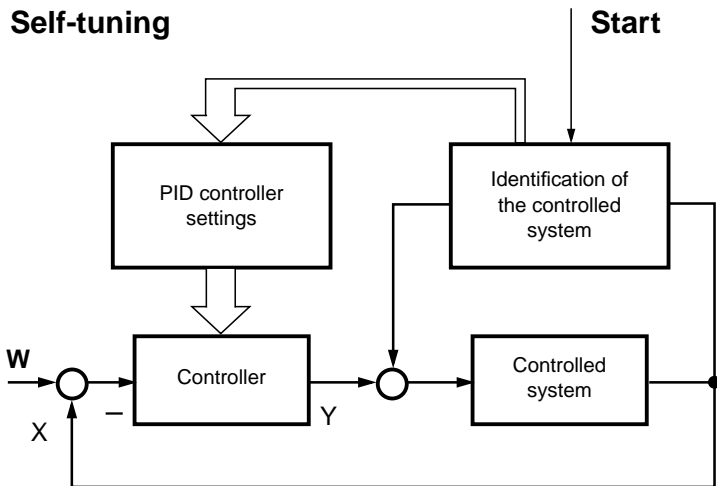 Self-tuning
Start
PID controller
settings
Identification of
the controlled
system
W
Controller
Controlled
system
X
–
Y